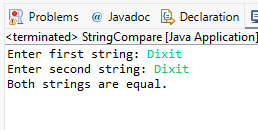 Problems @ Javadoc Declaration
<terminated> StringCompare [Java Application]
Enter first string: Dixit
Enter second string: Dixit
Both strings are equal.